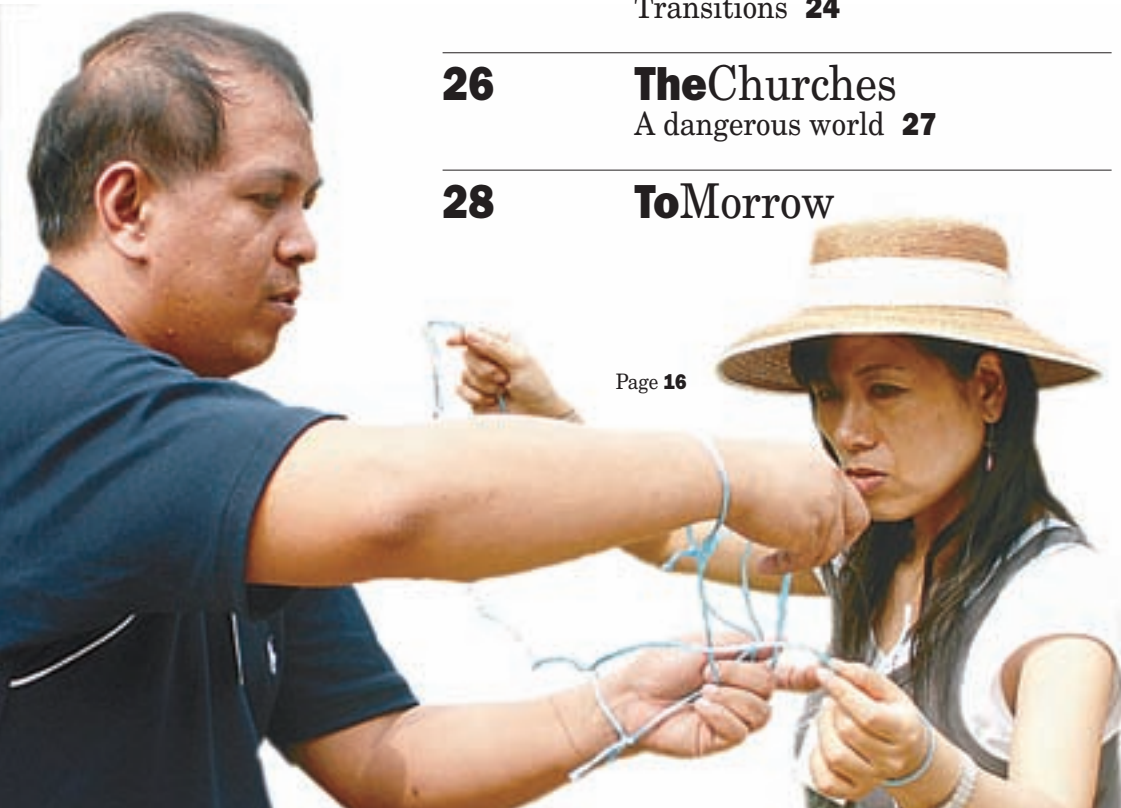 Transitions 24
26 TheChurches
A dangerous world 27
28 ToMorrow
Page 16